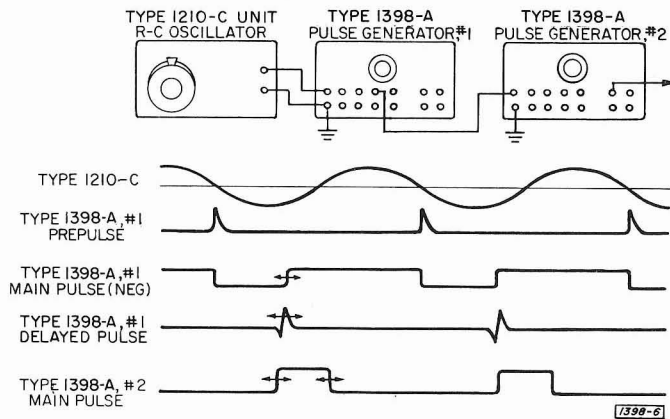 TYPE 1210-C UNIT
R-C OSCILLATOR
TYPE 1398-A
PULSE GENERATOR,#1
TYPE 1398-A
PULSE GENERATOR,#2
TYPE 1210-C
TYPE 1398-A,#1
PREPULSE
TYPE 1398-A,#1
MAIN PULSE(NEG)
TYPE 1398-A,#1
DELAYED PULSE
TYPE 1398-A,#2
MAIN PULSE
1398-6